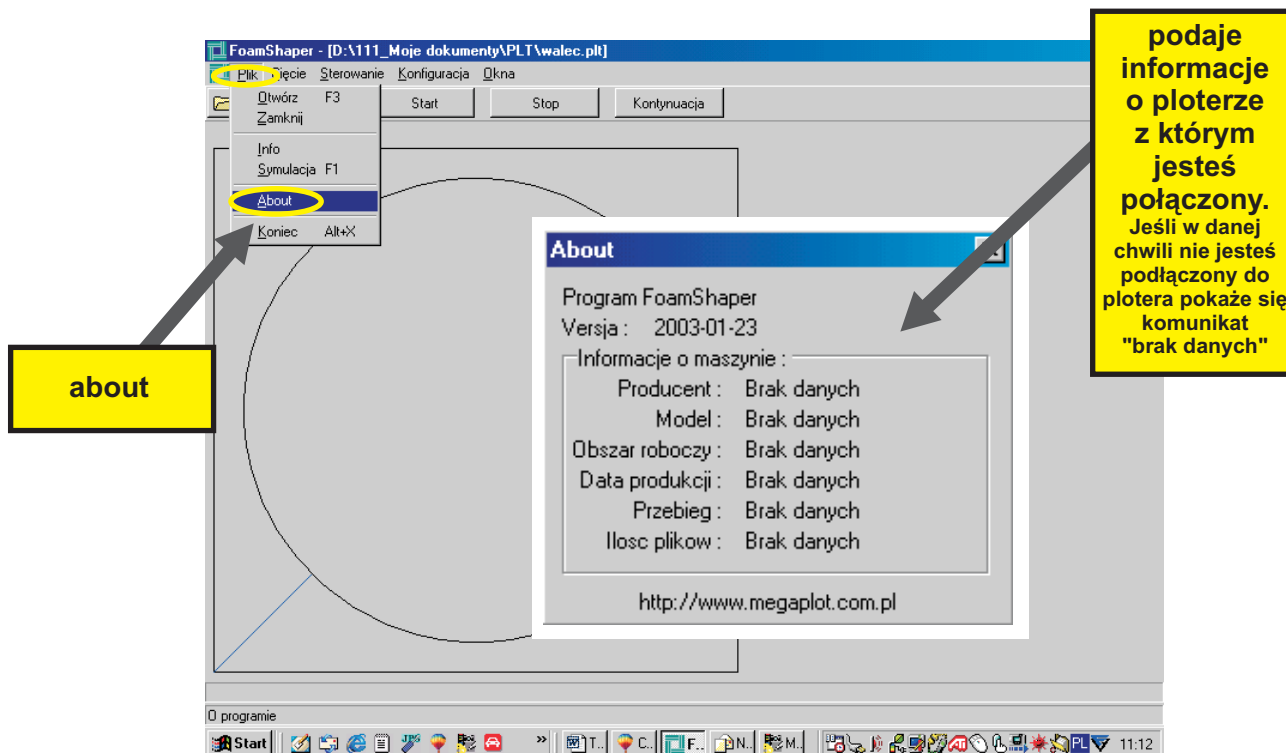 FoamShaper - [D:\111_Moje dokumenty\PLT\walec.plt]
Plik Cięcie Sterowanie Konfiguracja Okna
Start Stop Kontynuacja
Otwórz F3
Zamknij
Info
Symulacja F1
About
Koniec Alt+X
about
podaje
informacje
o ploterze
z którym
jesteś
połączony.
Jeśli w danej
chwili nie jesteś
podłączony do
plotera pokaże się
komunikat
"brak danych"
About
Program FoamShaper
Versja : 2003-01-23
Informacje o maszynie :
Producent : Brak danych
Model : Brak danych
Obszar roboczy : Brak danych
Data produkcji : Brak danych
Przebieg : Brak danych
Ilosc plikow : Brak danych
http://www.megaplot.com.pl
O programie
Start » T.. C.. F.. N.. M.. PL 11:12